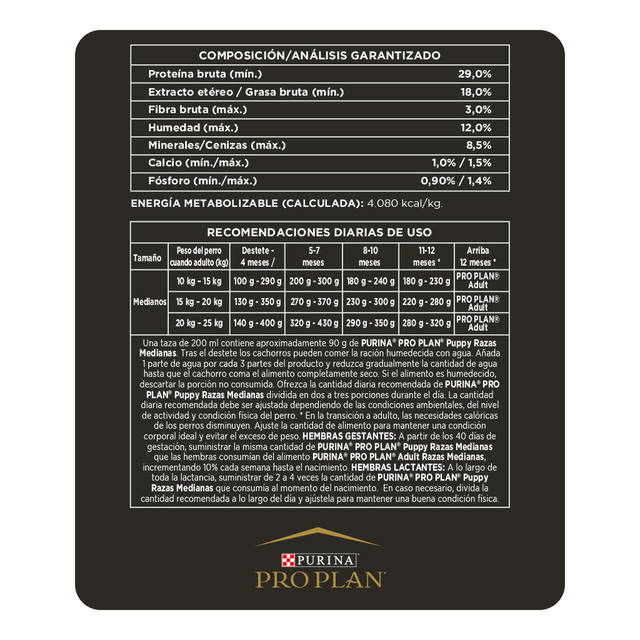 COMPOSICIÓN/ANÁLISIS GARANTIZADO
Proteína bruta (mín.) 29,0%
Extracto etéreo / Grasa bruta (mín.) 18,0%
Fibra bruta (máx.) 3,0%
Humedad (máx.) 12,0%
Minerales/Cenizas (máx.) 8,5%
Calcio (mín./máx.) 1,0% / 1,5%
Fósforo (mín./máx.) 0,90% / 1,4%
ENERGÍA METABOLIZABLE (CALCULADA): 4.080 kcal/kg.
RECOMENDACIONES DIARIAS DE USO
Tamaño Peso del perro cuando adulto (kg) Destete - 4 meses / 5-7 meses 8-10 meses 11-12 meses * Arriba 12 meses *
Medianos 10 kg – 15 kg 100 g - 290 g 200 g - 300 g 180 g – 240 g 180 g - 230 g PRO PLAN® Adult
15 kg – 20 kg 130 g - 350 g 270 g - 370 g 230 g - 300 g 220 g - 280 g PRO PLAN® Adult
20 kg – 25 kg 140 g - 400 g 320 g - 430 g 290 g - 350 g 280 g - 320 g PRO PLAN® Adult
Una taza de 200 ml contiene aproximadamente 90 g de PURINA® PRO PLAN® Puppy Razas
Medianas. Tras el destete los cachorros pueden comer la ración humedecida con agua. Añada
1 parte de agua por cada 3 partes del producto y reduzca gradualmente la cantidad de agua
hasta que el cachorro coma el alimento completamente seco. Si el alimento es humedecido,
descartar la porción no consumida. Ofrezca la cantidad diaria recomendada de PURINA® PRO
PLAN® Puppy Razas Medianas dividida en dos a tres porciones durante el día. La cantidad
diaria recomendada debe ser ajustada dependiendo de las condiciones ambientales, del nivel
de actividad y condición física del perro. * En la transición a adulto, as necesidades calóricas
de los perros disminuyen. Ajuste la cantidad de alimento para mantener una condición
corporal ideal y evitar el exceso de peso. HEMBRAS GESTANTES: A partir de los 40 días de
gestación, suministrar la misma cantidad de PURINA® PRO PLAN® Puppy Razas Medianas
que las hembras consumían del alimento PURINA® PRO PLAN® Adult Razas Medianas,
incrementando 10% cada semana hasta el nacimiento. HEMBRAS LACTANTES: A lo largo de
toda la lactancia, suministrar de 2 a 4 veces la cantidad de PURINA® PRO PLAN® Puppy
Razas Medianas que consumía al momento del nacimiento. En caso necesario, divida la
cantidad recomendada a lo largo del día y ajústela para mantener una buena condición física.
PURINA
PRO PLAN®